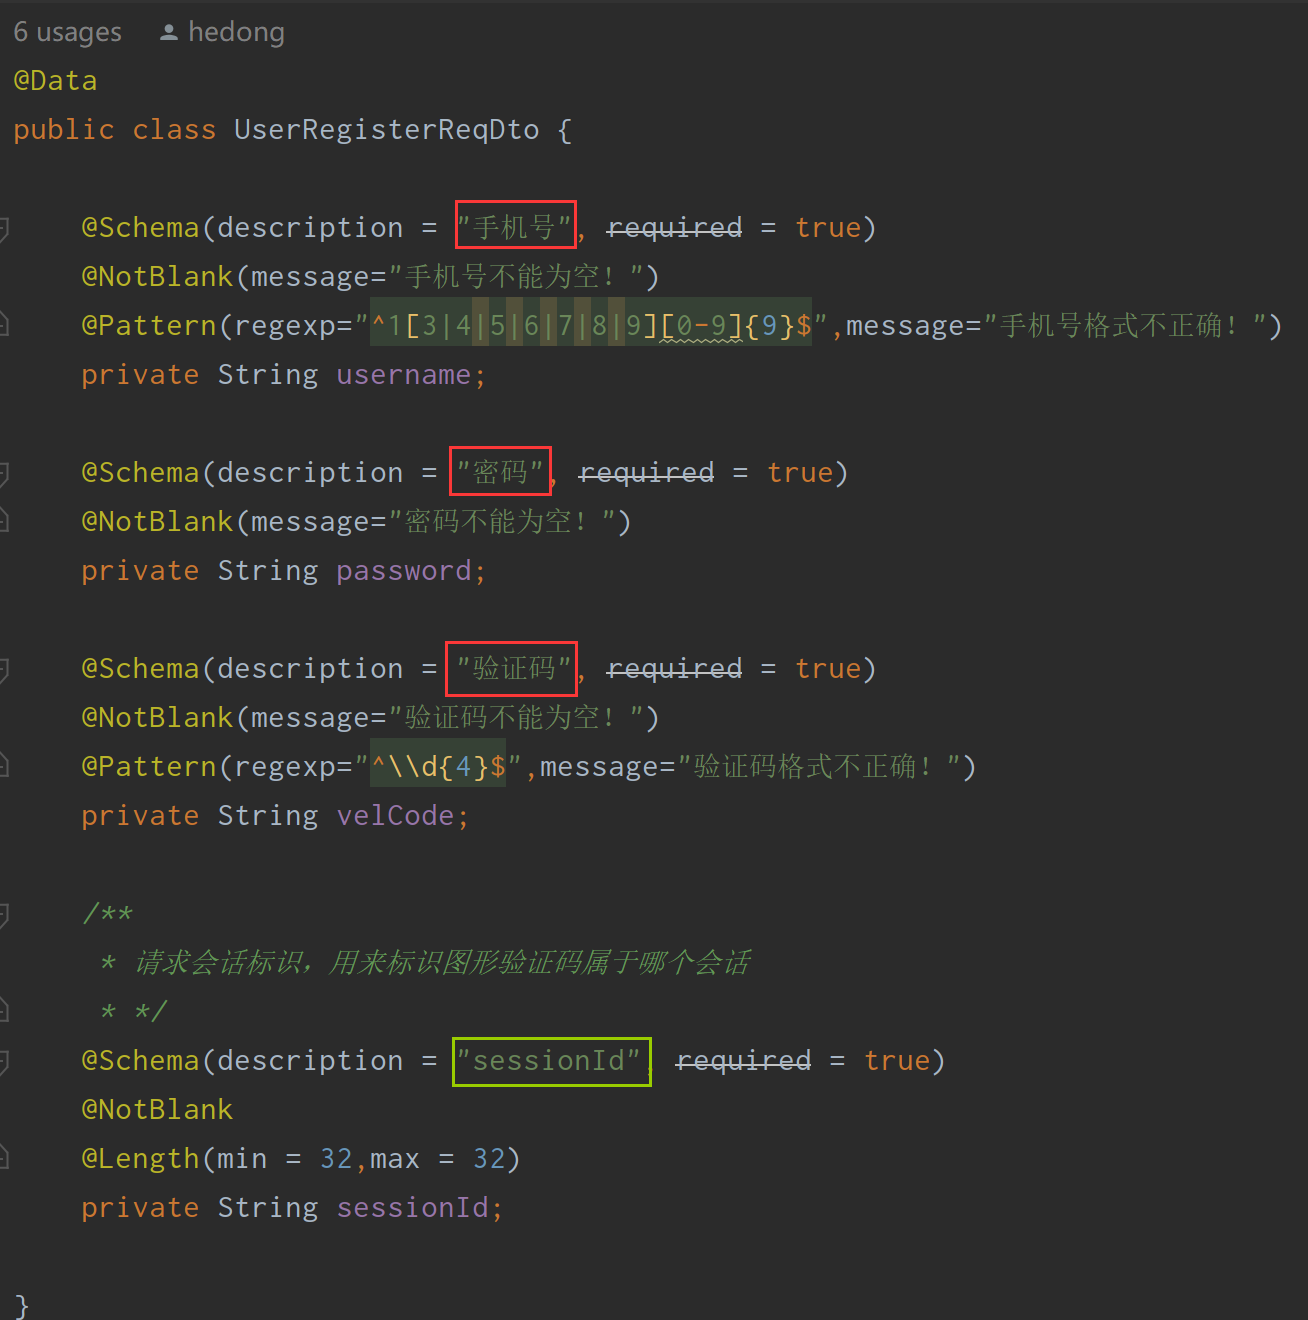 6 usages hedong
@Data
public class UserRegisterReqDto {
@Schema(description = "手机号", required = true)
@NotBlank(message="手机号不能为空！")
@Pattern(regexp="^1[3|4|5|6|7|8|9][0-9]{9}$",message="手机号格式不正确！")
private String username;
@Schema(description = "密码", required = true)
@NotBlank(message="密码不能为空！")
private String password;
@Schema(description = "验证码", required = true)
@NotBlank(message="验证码不能为空！")
@Pattern(regexp="^\\d{4}$",message="验证码格式不正确！")
private String velCode;
/**
* 请求会话标识，用来标识图形验证码属于哪个会话
* */
@Schema(description = "sessionId", required = true)
@NotBlank
@Length(min = 32,max = 32)
private String sessionId;
}